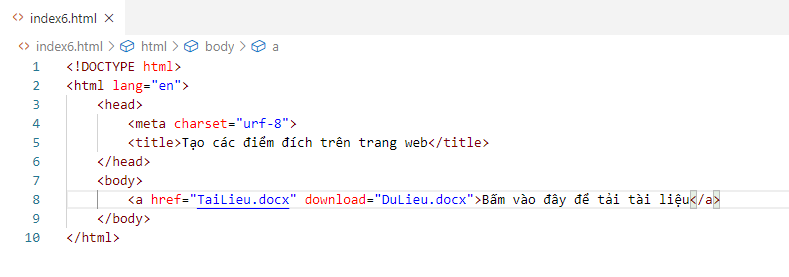 index6.html
index6.html > html > body > a
1 <!DOCTYPE html>
2 <html lang="en">
3 <head>
4 <meta charset="urf-8">
5 <title>Tạo các điểm đích trên trang web</title>
6 </head>
7 <body>
8 <a href="TaiLieu.docx" download="DuLieu.docx">Bấm vào đây để tải tài liệu</a>
9 </body>
10 </html>